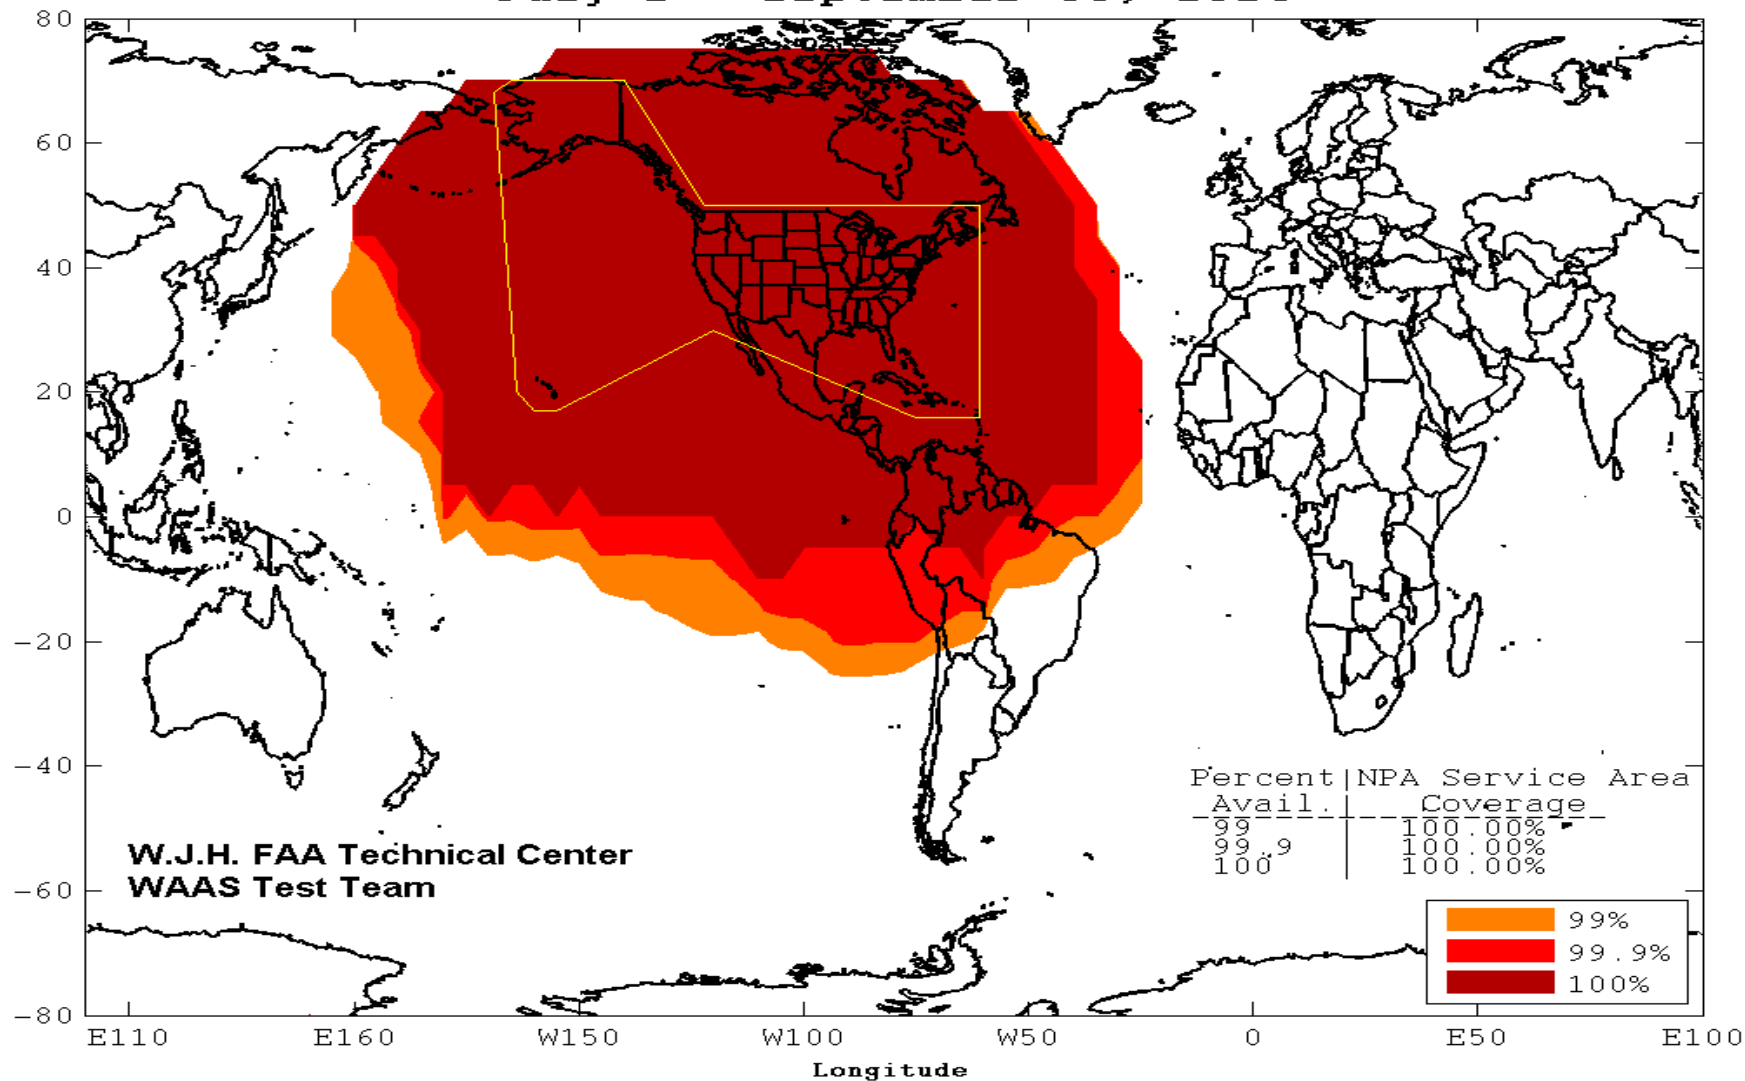 80
60
40
20
0
-20
-40
-60
-80
Percent|NPA Service Area
Avail.| Coverage
99 | 100.00%
99.9 | 100.00%
100 | 100.00%
W.J.H. FAA Technical Center
WAAS Test Team
99%
99.9%
100%
E110 E160 W150 W100 W50 0 E50 E100
Longitude